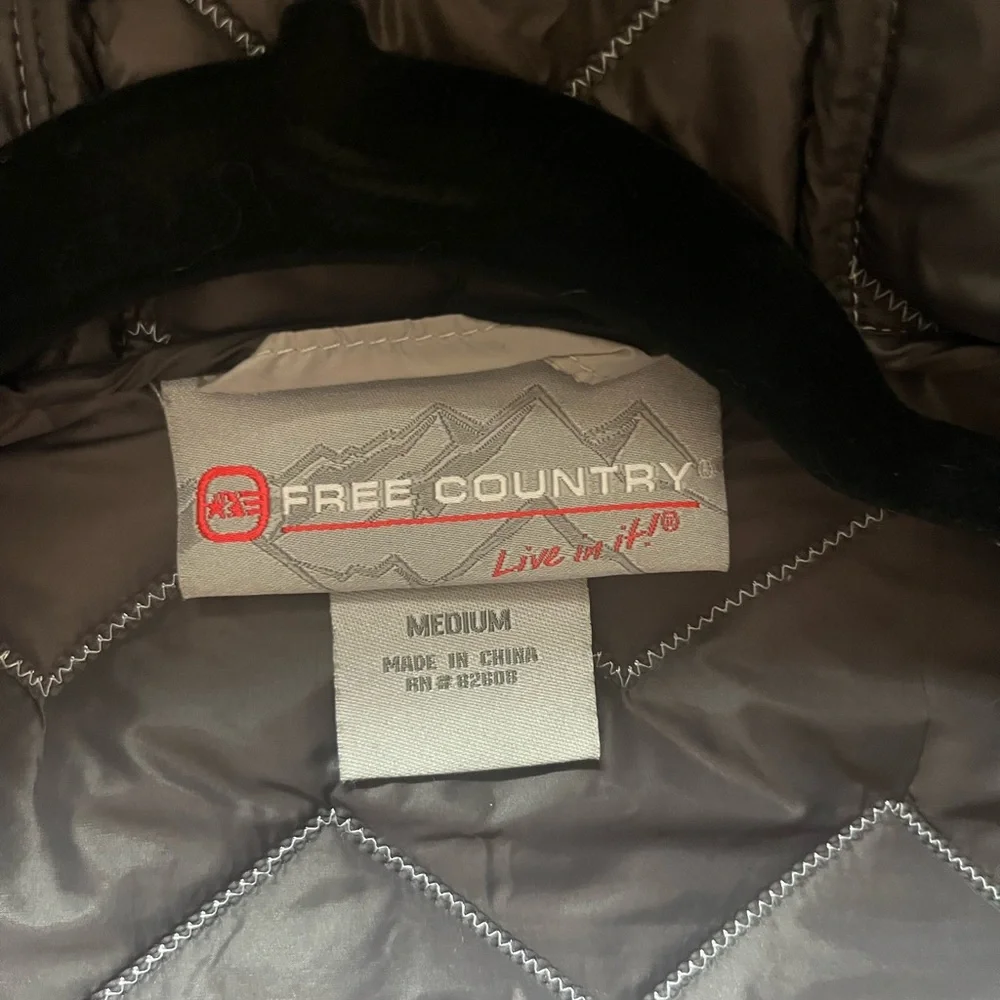 FREE COUNTRY®
Live in it!®
MEDIUM
MADE IN CHINA
RN # 82608